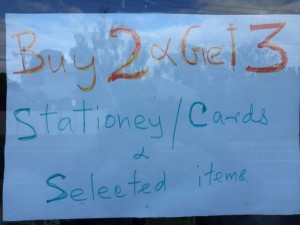 Buy 2 & Get 3
Stationey / Cards
&
Selected items.